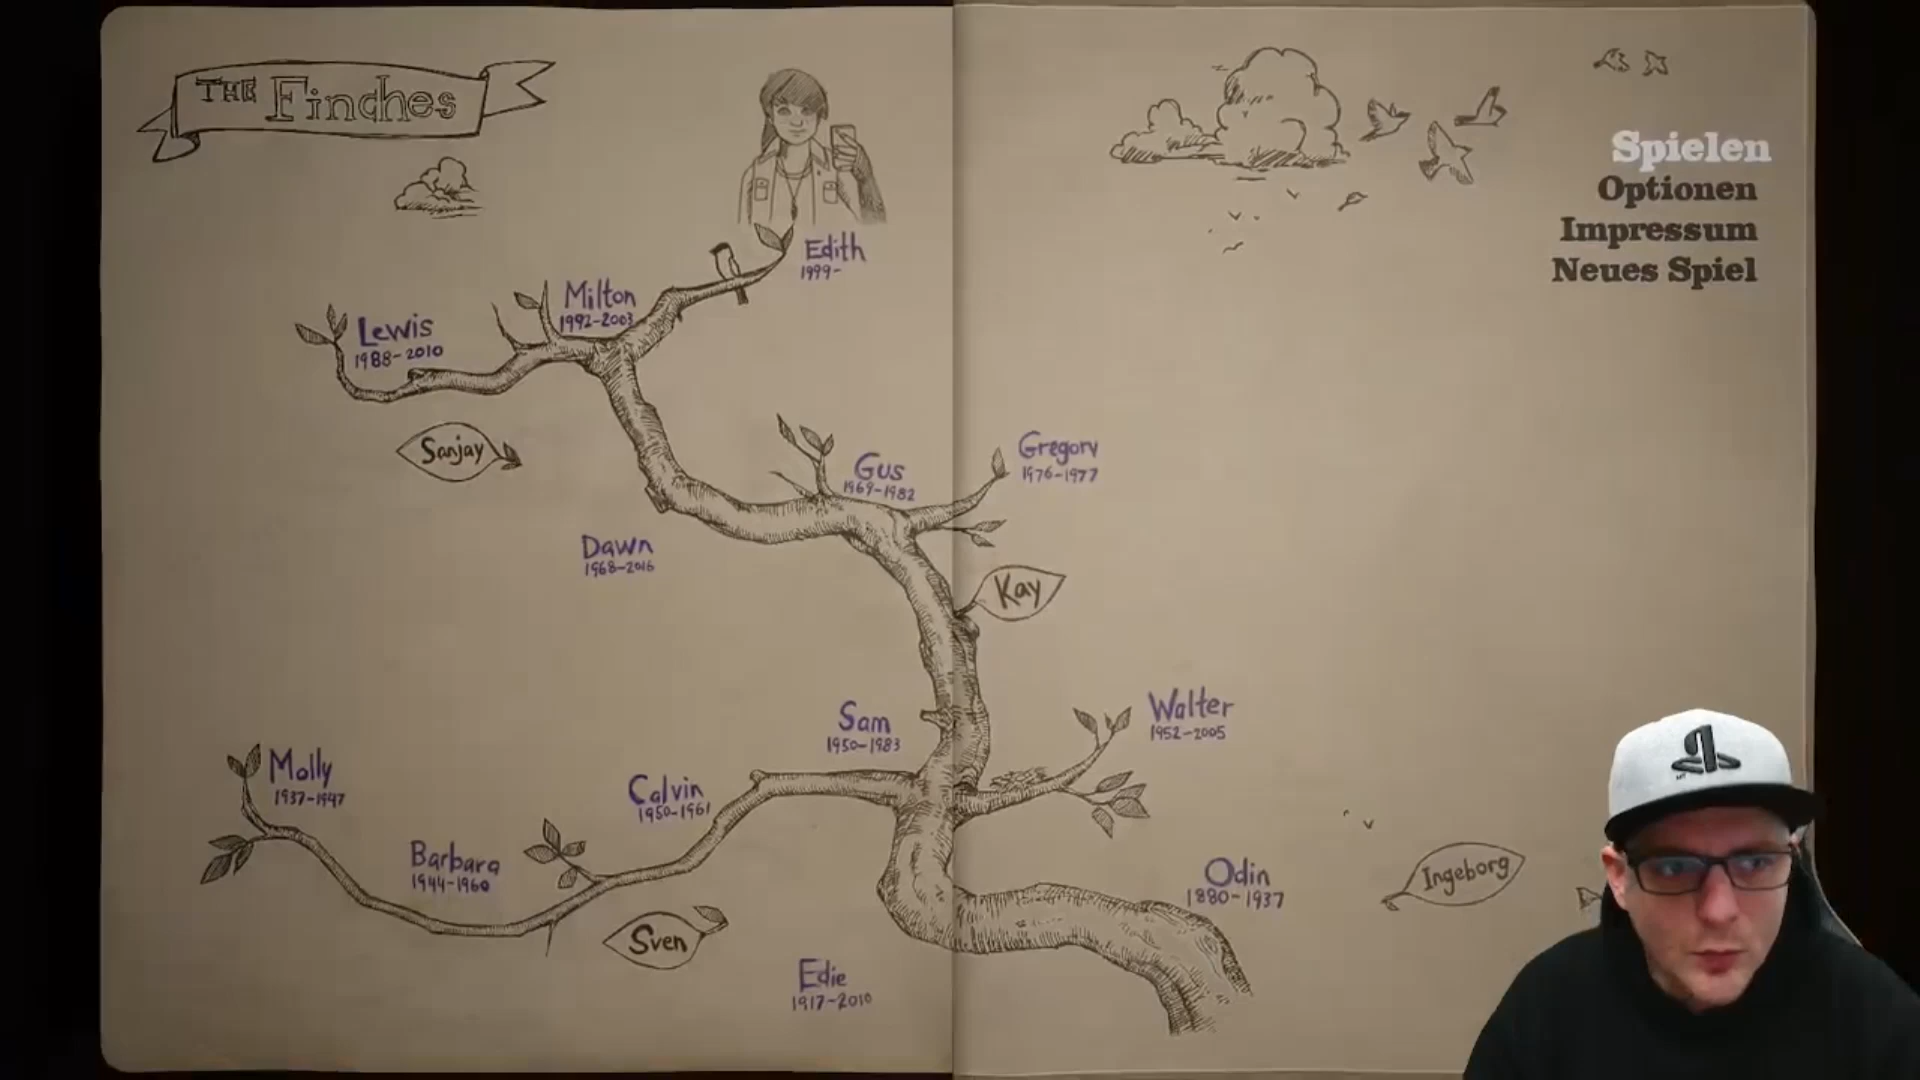 THE Finches
Spielen
Optionen
Impressum
Neues Spiel
Edith
1999-
Milton
1992-2003
Lewis
1988-2010
Sanjay
Gus
1969-1982
Gregory
1976-1977
Dawn
1968-2016
Kay
Sam
1950-1983
Walter
1952-2005
Molly
1937-1947
Calvin
1950-1961
Barbara
1944-1960
Sven
Odin
1880-1937
Ingeborg
Edie
1917-2010